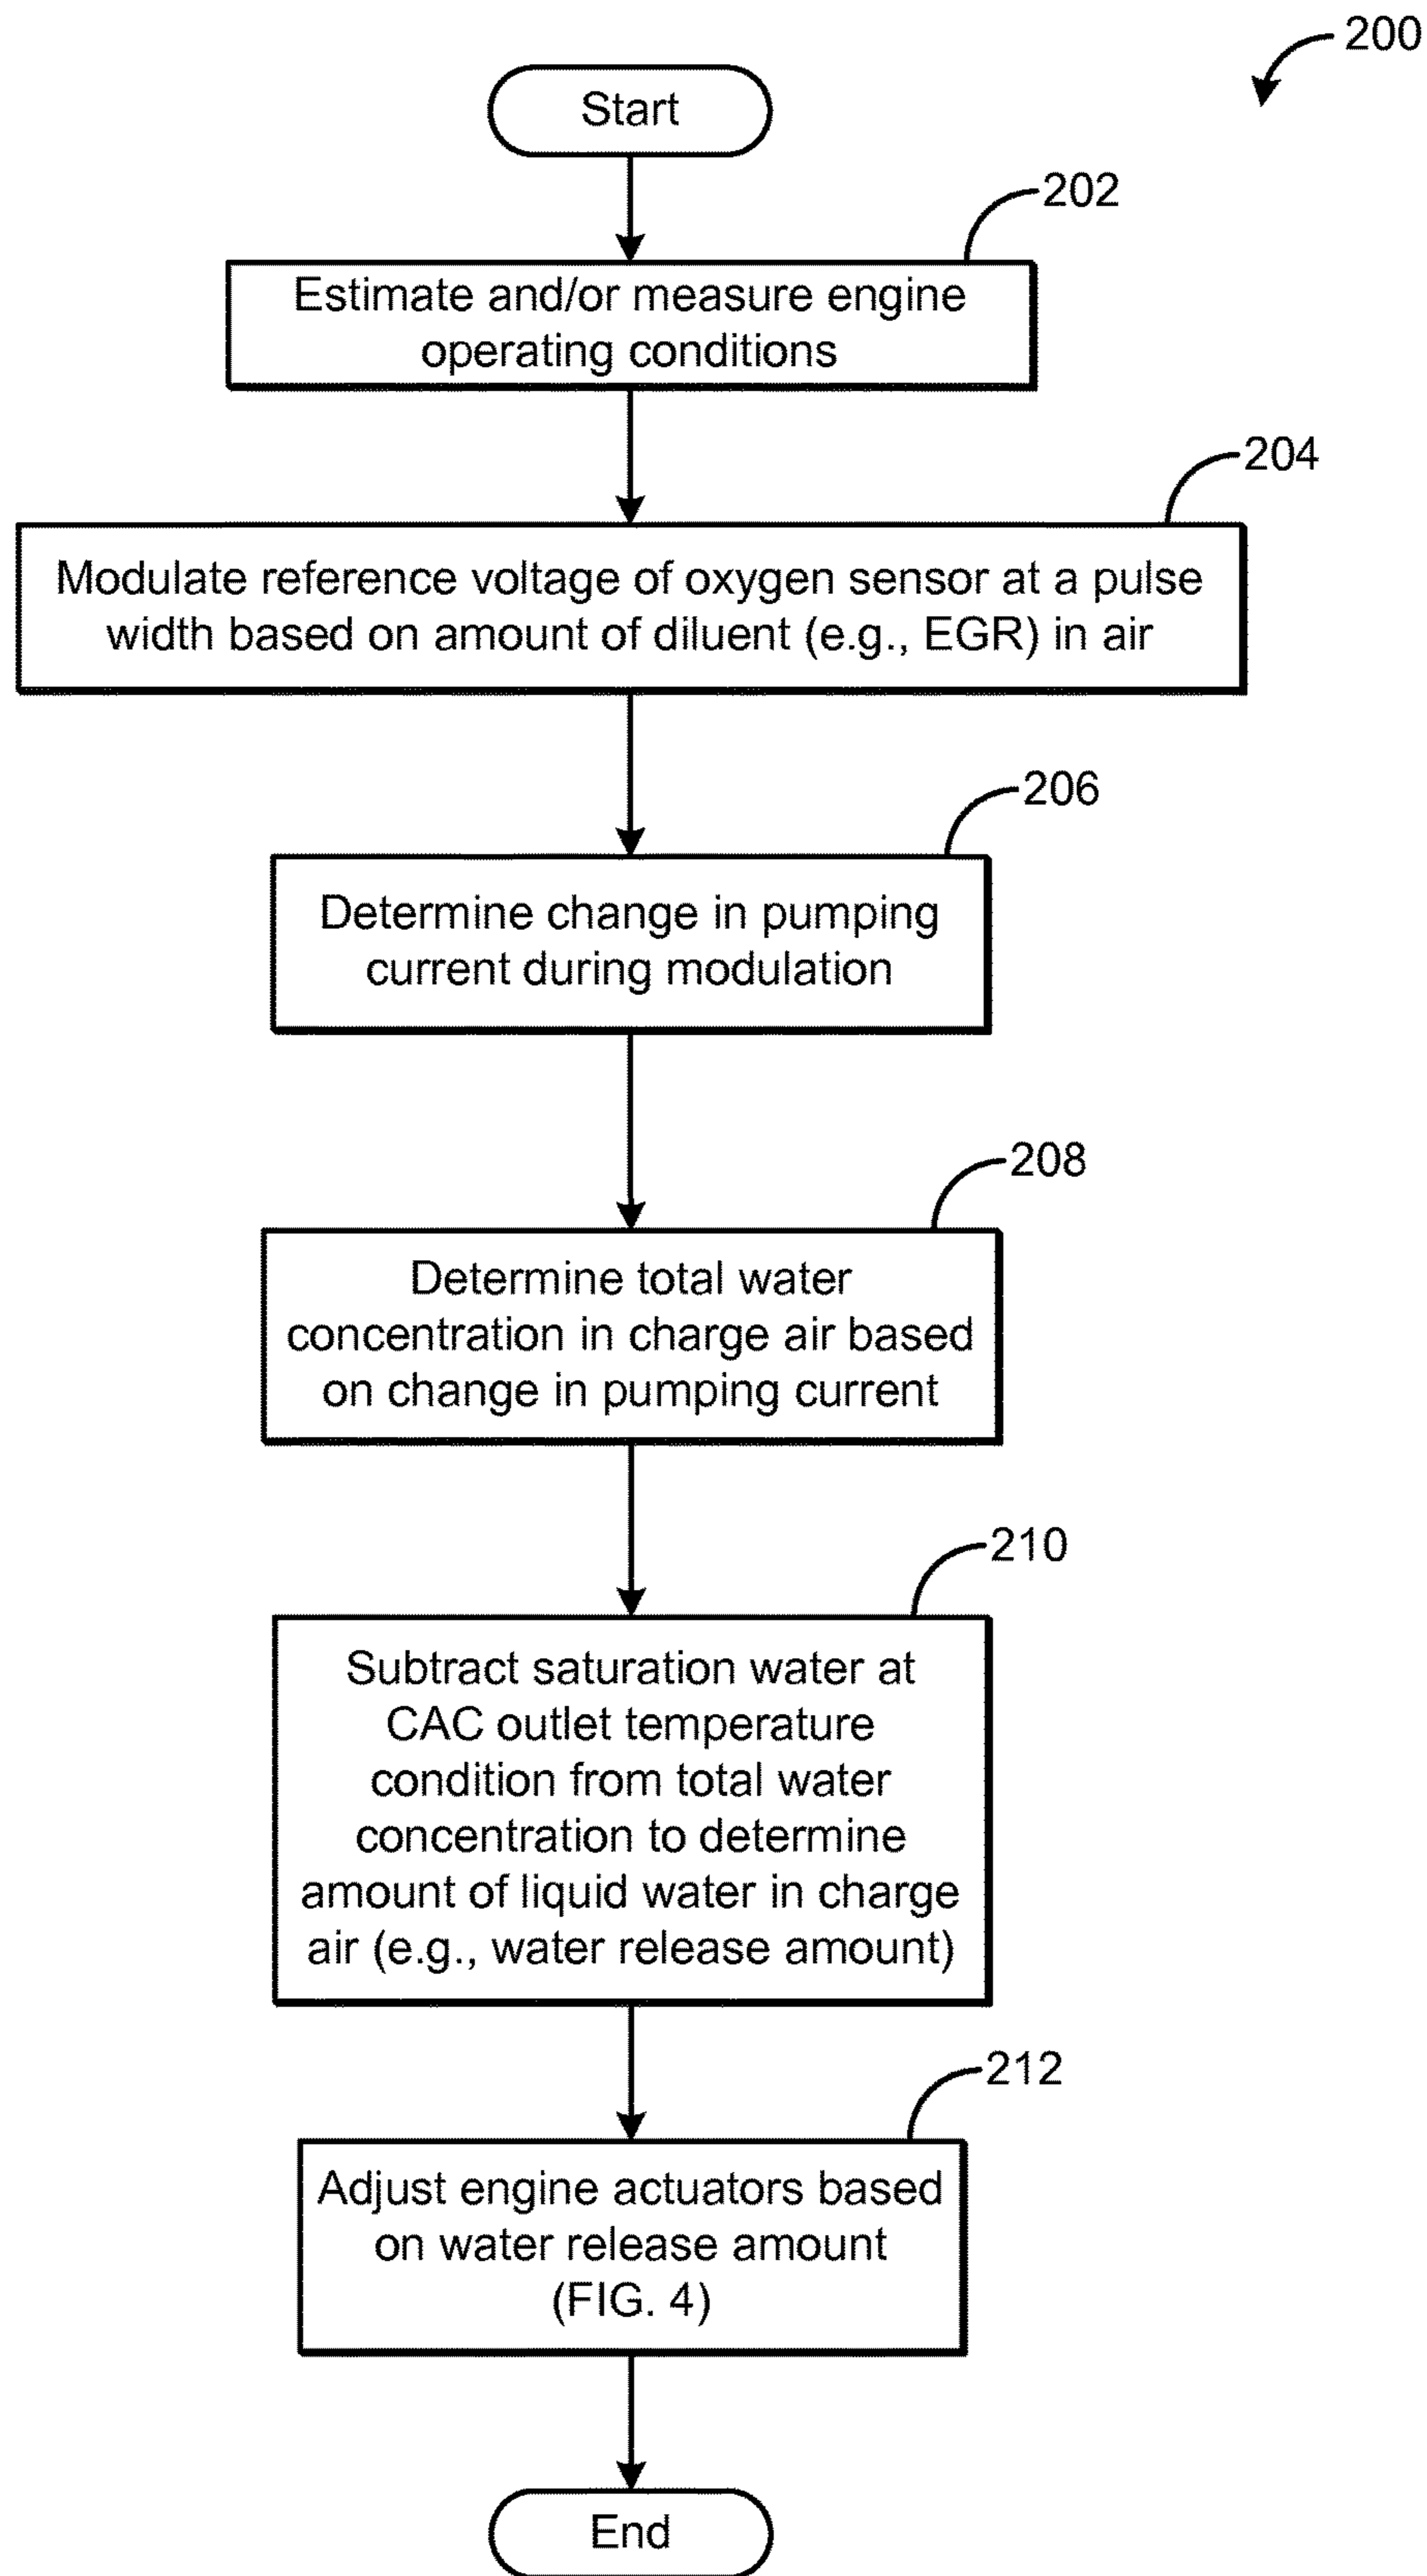 200
Start
202
Estimate and/or measure engine
operating conditions
204
Modulate reference voltage of oxygen sensor at a pulse
width based on amount of diluent (e.g., EGR) in air
206
Determine change in pumping
current during modulation
208
Determine total water
concentration in charge air based
on change in pumping current
210
Subtract saturation water at
CAC outlet temperature
condition from total water
concentration to determine
amount of liquid water in charge
air (e.g., water release amount)
212
Adjust engine actuators based
on water release amount
(FIG. 4)
End